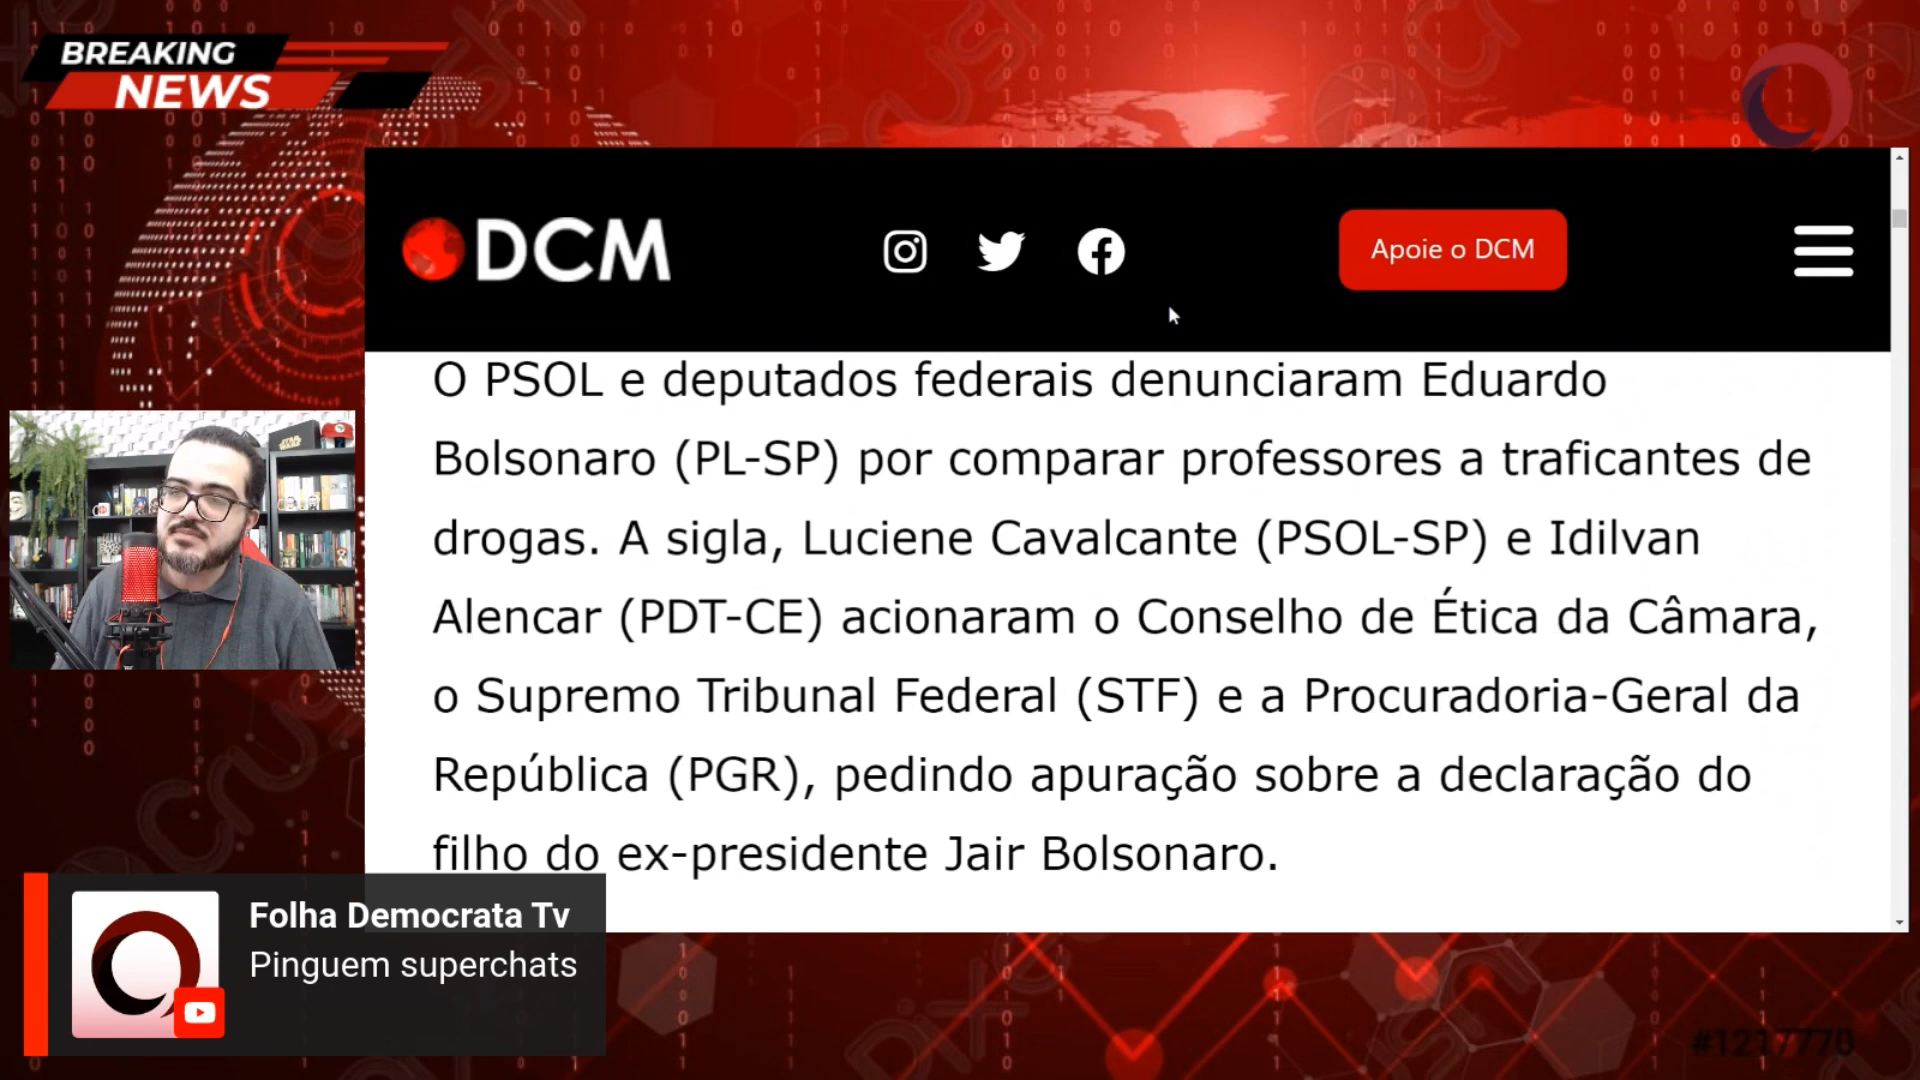 BREAKING
NEWS
DCM
Apoie o DCM
O PSOL e deputados federais denunciaram Eduardo
Bolsonaro (PL-SP) por comparar professores a traficantes de
drogas. A sigla, Luciene Cavalcante (PSOL-SP) e Idilvan
Alencar (PDT-CE) acionaram o Conselho de Ética da Câmara,
o Supremo Tribunal Federal (STF) e a Procuradoria-Geral da
República (PGR), pedindo apuração sobre a declaração do
filho do ex-presidente Jair Bolsonaro.
STAR WARS
Folha Democrata Tv
Pinguem superchats
#1217770